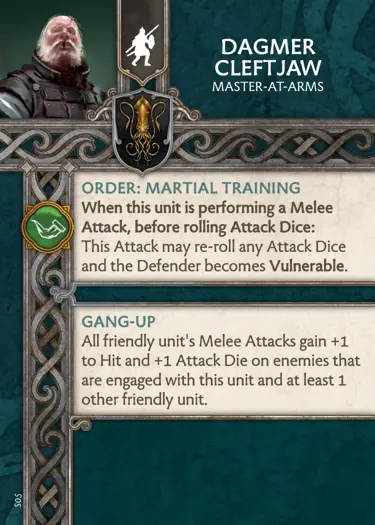 DAGMER
CLEFTJAW
MASTER-AT-ARMS
ORDER: MARTIAL TRAINING
When this unit is performing a Melee
Attack, before rolling Attack Dice:
This Attack may re-roll any Attack Dice
and the Defender becomes Vulnerable.
GANG-UP
All friendly unit's Melee Attacks gain +1
to Hit and +1 Attack Die on enemies that
are engaged with this unit and at least 1
other friendly unit.
S05